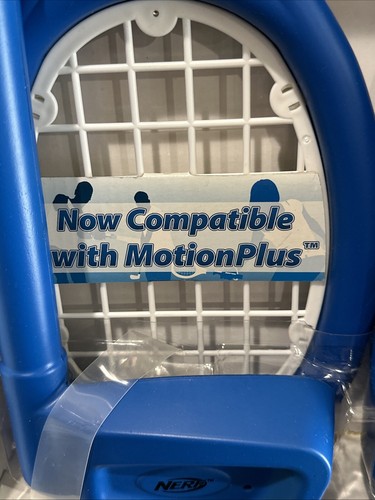 Now Compatible
with MotionPlus™
NERF